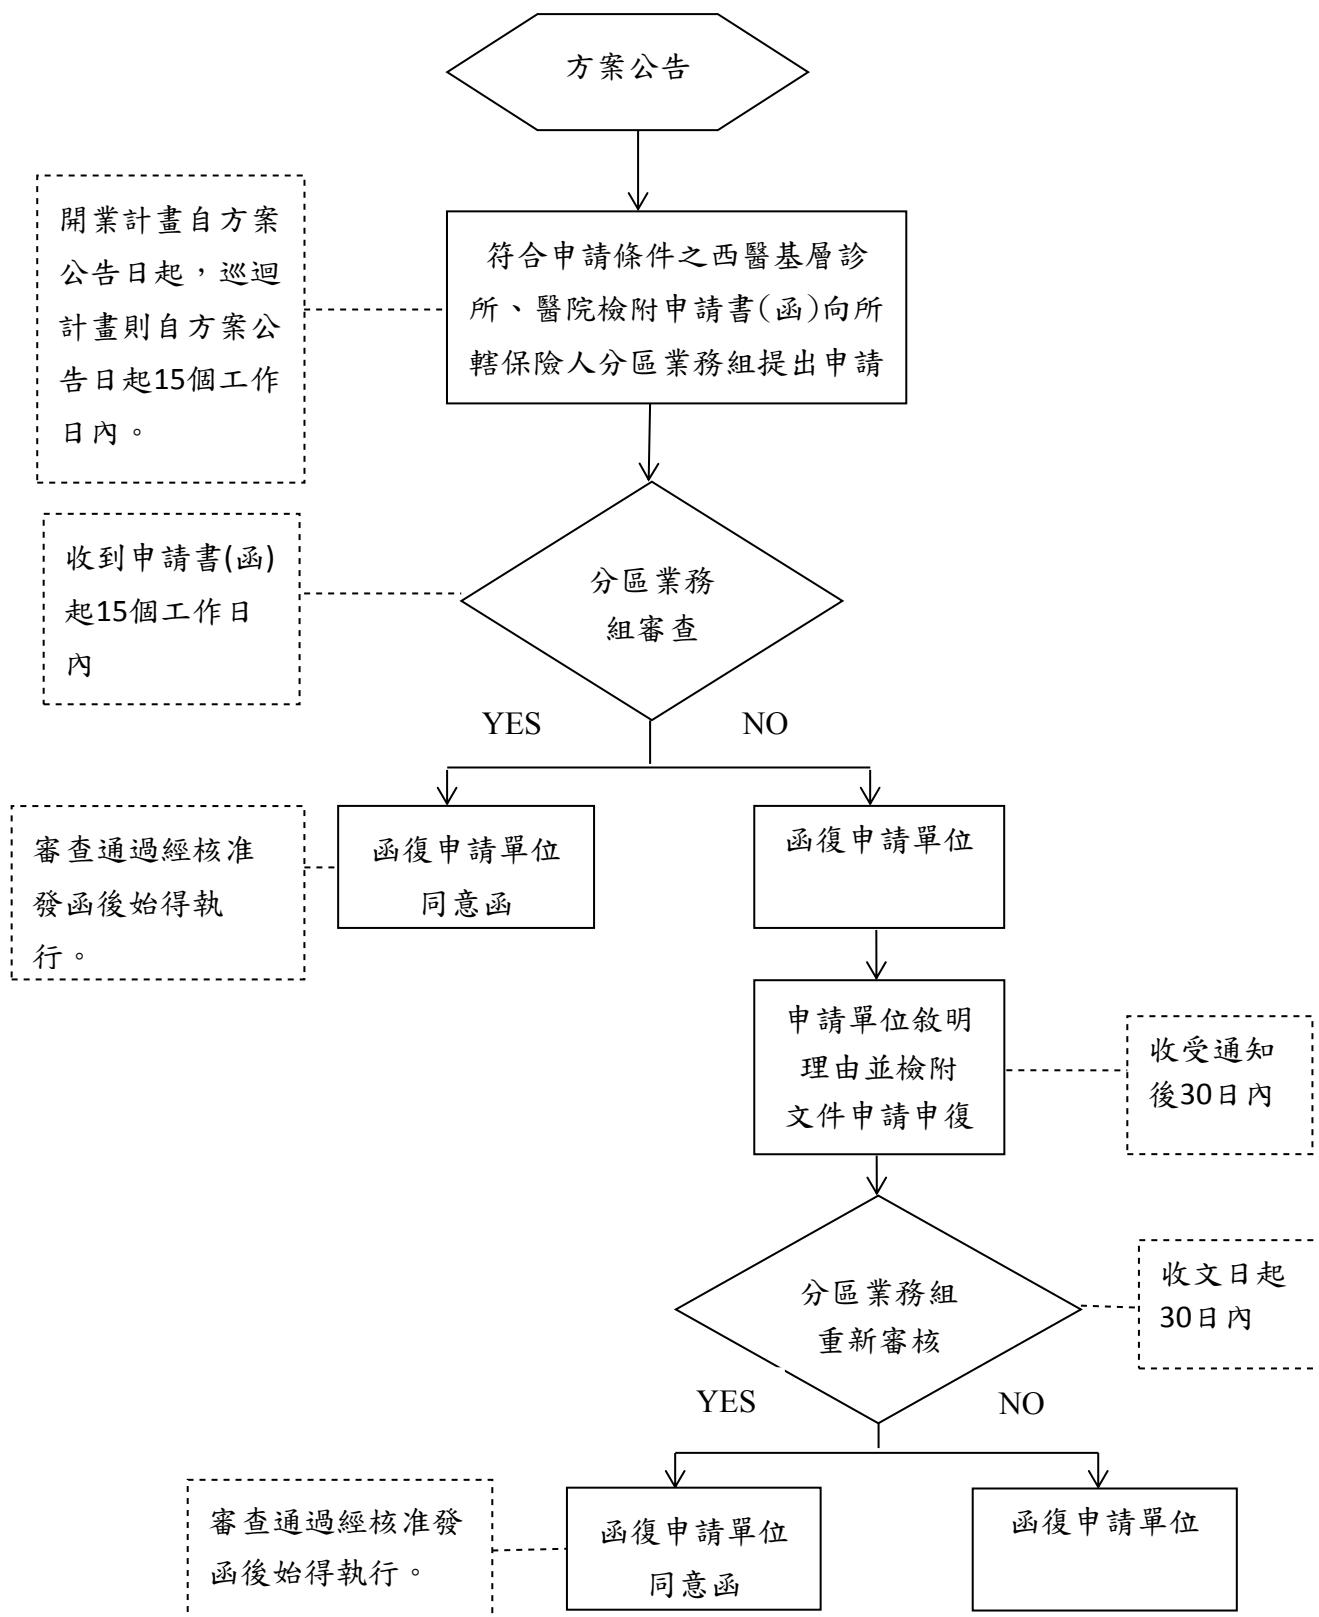 方案公告
開業計畫自方案
公告日起，巡迴
計畫則自方案公
告日起15個工作
日內。
符合申請條件之西醫基層診
所、醫院檢附申請書(函)向所
轄保險人分區業務組提出申請
收到申請書(函)
起15個工作日
內
分區業務
組審查
YES
NO
審查通過經核准
發函後始得執
行。
函復申請單位
同意函
函復申請單位
申請單位敘明
理由並檢附
文件申請申復
收受通知
後30日內
分區業務組
重新審核
收文日起
30日內
YES
NO
審查通過經核准發
函後始得執行。
函復申請單位
同意函
函復申請單位